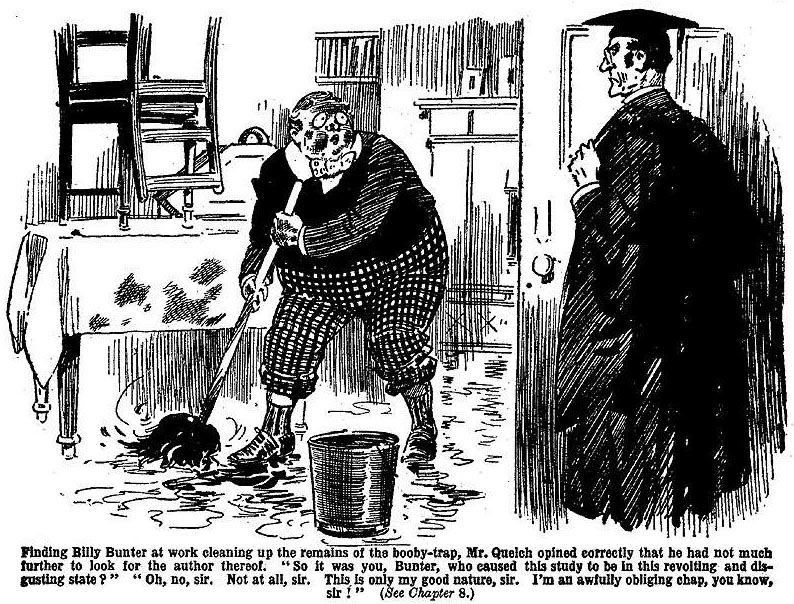 Finding Billy Bunter at work cleaning up the remains of the booby-trap, Mr. Quelch opined correctly that he had not much
further to look for the author thereof. "So it was you, Bunter, who caused this study to be in this revolting and dis-
gusting state?" "Oh, no, sir. Not at all, sir. This is only my good nature, sir. I'm an awfully obliging chap, you know,
sir!" (See Chapter 8.)